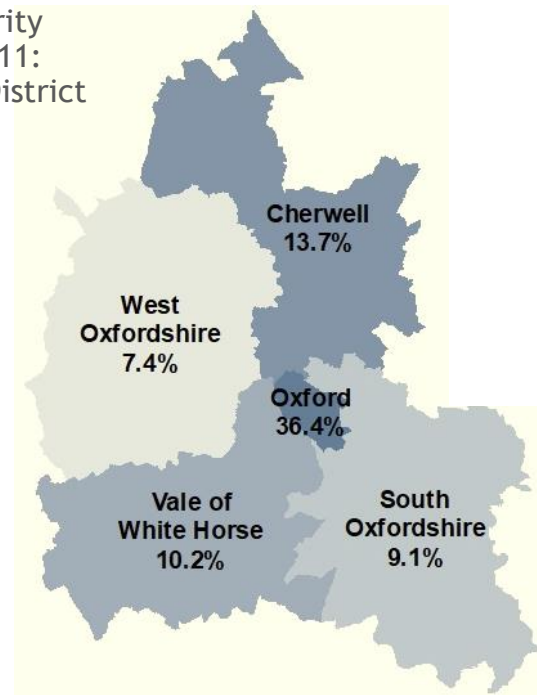 11:
Cherwell
13.7%
West
Oxfordshire
7.4%
Oxford
36.4%
Vale of
White Horse
10.2%
South
Oxfordshire
9.1%